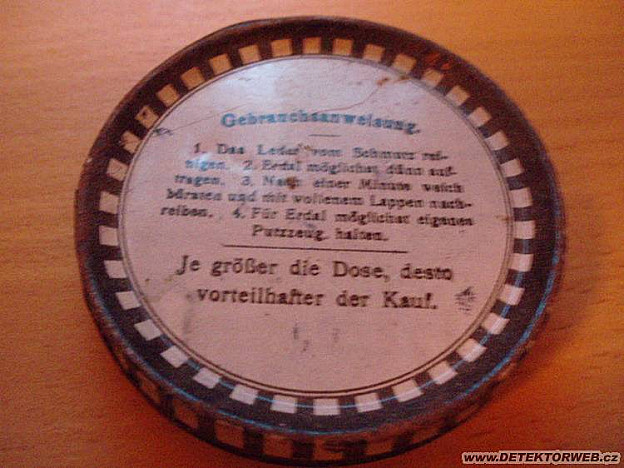 Gebrauchsanweisung.
1. Das Leder vom Schmutz rei-
nigen. 2. Erdal möglichst dünn auf-
tragen. 3. Nach einer Minute weich
bürsten und mit wollenem Lappen nach-
reiben. 4. Für Erdal möglichst eigenes
Putzzeug halten.
Je größer die Dose, desto
vorteilhafter der Kauf.
www.DETEKTORWEB.cz